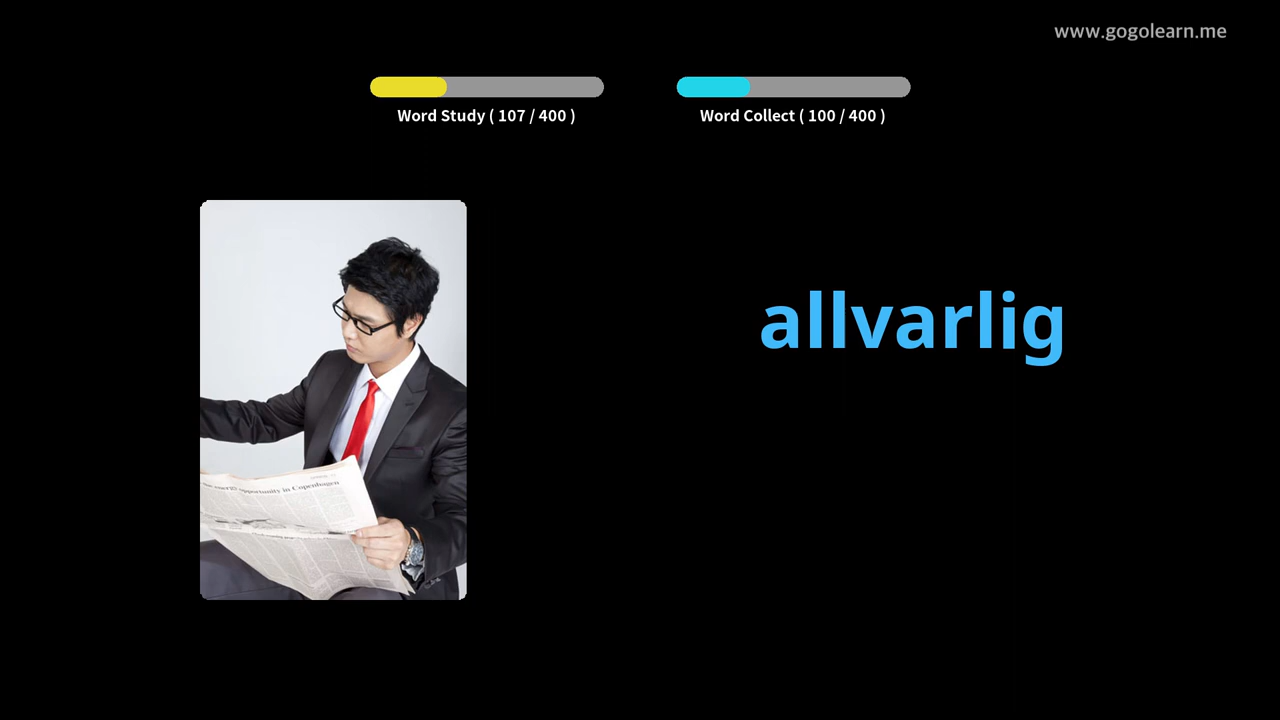 www.gogolearn.me
Word Study ( 107 / 400 )
Word Collect ( 100 / 400 )
allvarlig
opportunity in Copenhagen